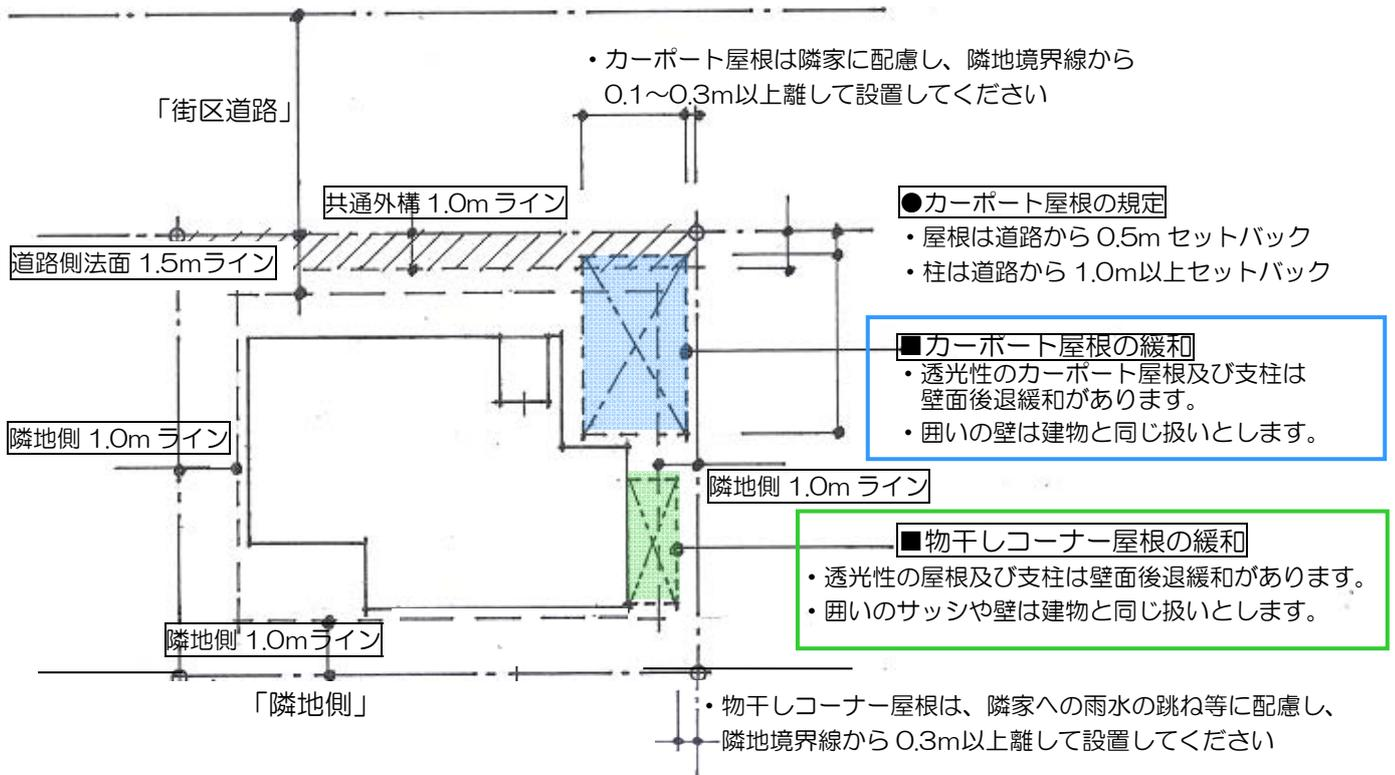 ・カーポート屋根は隣家に配慮し、隣地境界線から
0.1～0.3m以上離して設置してください
「街区道路」
共通外構 1.0m ライン
●カーポート屋根の規定
・屋根は道路から 0.5m セットバック
・柱は道路から 1.0m以上セットバック
道路側法面 1.5mライン
■カーポート屋根の緩和
・透光性のカーポート屋根及び支柱は
壁面後退緩和があります。
・囲いの壁は建物と同じ扱いとします。
隣地側 1.0m ライン
隣地側 1.0m ライン
■物干しコーナー屋根の緩和
・透光性の屋根及び支柱は壁面後退緩和があります。
・囲いのサッシや壁は建物と同じ扱いとします。
隣地側 1.0mライン
「隣地側」
・物干しコーナー屋根は、隣家への雨水の跳ね等に配慮し、
隣地境界線から 0.3m以上離して設置してください